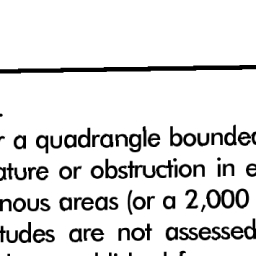 r a quadrangle bounded
ature or obstruction in e
nous areas (or a 2,000
tudes are not assessed